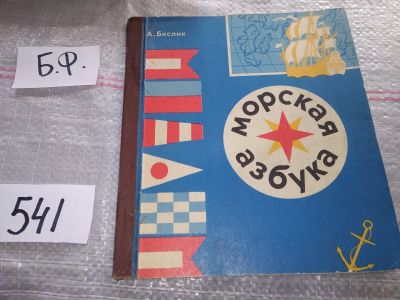 Б.Ф.
541
А. Беслик
морская
азбука